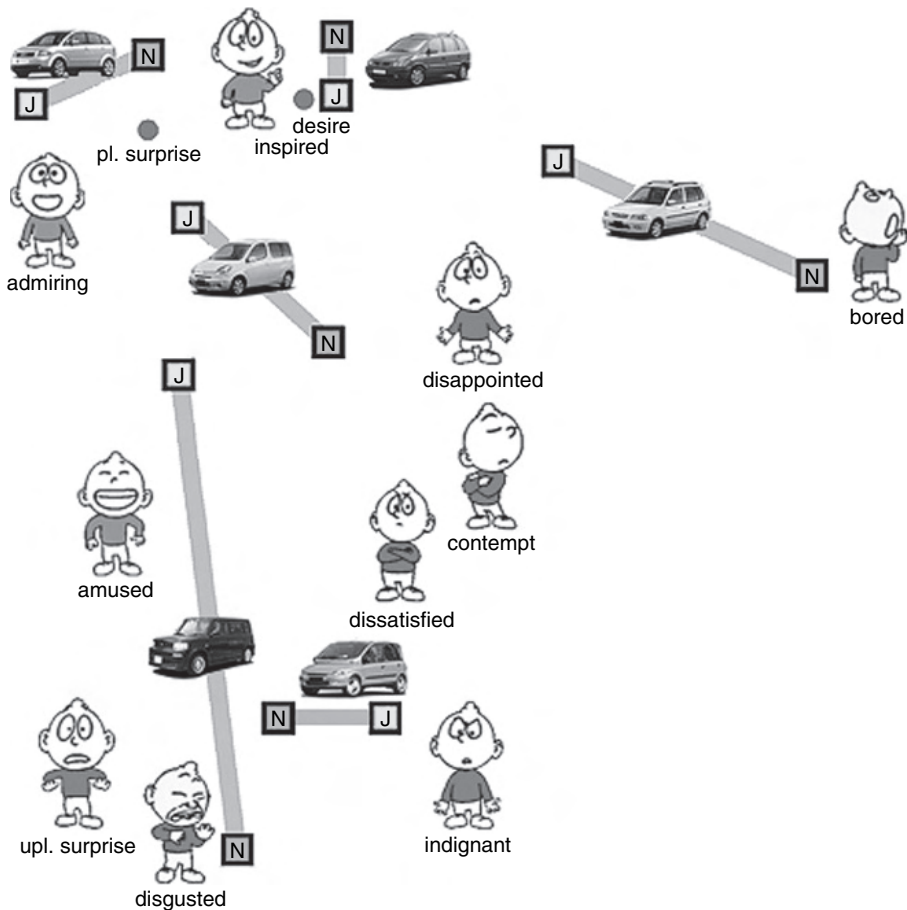 N
N
J
J
desire
pl. surprise
inspired
J
J
admiring
N
bored
N
J
disappointed
contempt
amused
dissatisfied
N
J
upl. surprise
indignant
N
disgusted